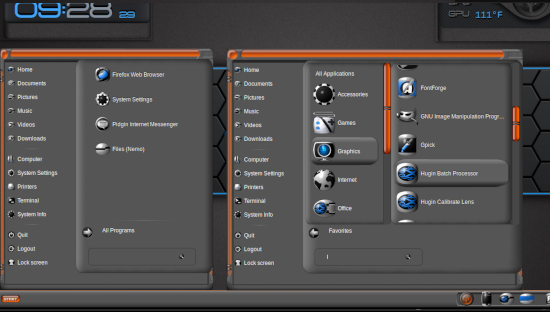 09:28 29
GPU 111°F
Home
Documents
Pictures
Music
Videos
Downloads
Computer
System Settings
Printers
Terminal
System Info
Quit
Logout
Lock screen
Firefox Web Browser
System Settings
Pidgin Internet Messenger
Files (Nemo)
All Programs
Home
Documents
Pictures
Music
Videos
Downloads
Computer
System Settings
Printers
Terminal
System Info
Quit
Logout
Lock screen
All Applications
Accessories
Games
Graphics
Internet
Office
Favorites
FontForge
GNU Image Manipulation Progr...
Gpick
Hugin Batch Processor
Hugin Calibrate Lens
START